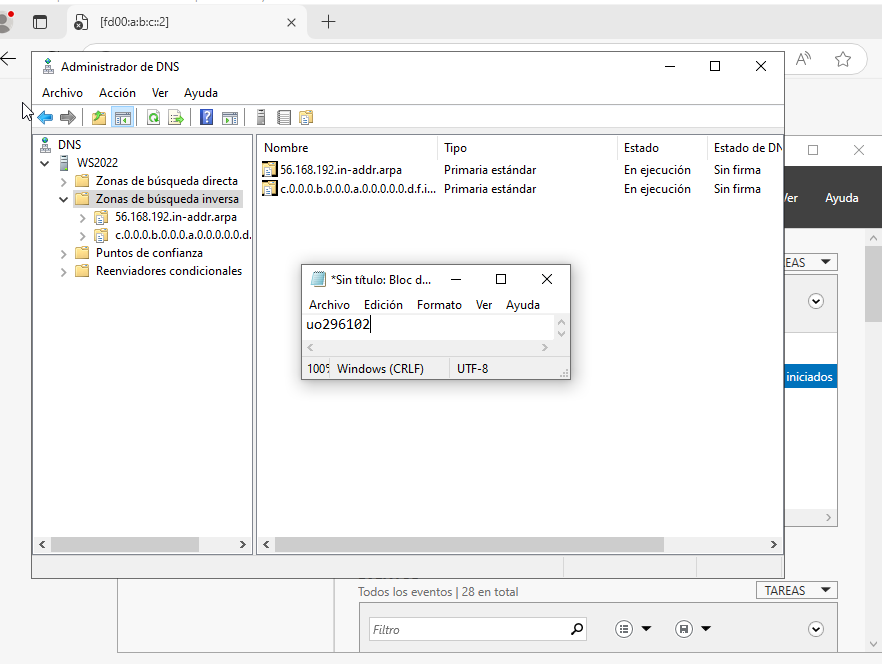 [fd00:a:b:c::2]
Administrador de DNS
Archivo Acción Ver Ayuda
DNS
WS2022
Zonas de búsqueda directa
Zonas de búsqueda inversa
56.168.192.in-addr.arpa
c.0.0.0.b.0.0.0.a.0.0.0.0.0.d.
Puntos de confianza
Reenviadores condicionales
Nombre Tipo Estado Estado de DN
56.168.192.in-addr.arpa Primaria estándar En ejecución Sin firma
c.0.0.0.b.0.0.0.a.0.0.0.0.0.d.f.i... Primaria estándar En ejecución Sin firma
*Sin título: Bloc d...
Archivo Edición Formato Ver Ayuda
uo296102
100% Windows (CRLF) UTF-8
Ver Ayuda
EAS
iniciados
Todos los eventos | 28 en total
TAREAS
Filtro